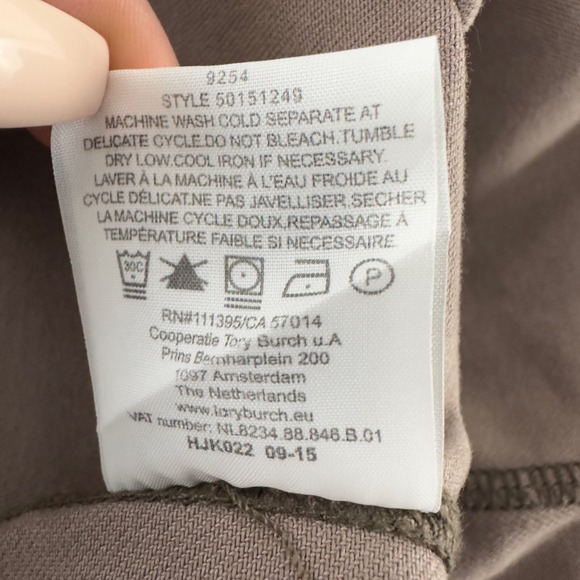 9254
STYLE 50151249
MACHINE WASH COLD SEPARATE AT
DELICATE CYCLE.DO NOT BLEACH.TUMBLE
DRY LOW.COOL IRON IF NECESSARY.
LAVER À LA MACHINE À L'EAU FROIDE AU
CYCLE DÉLICAT.NE PAS JAVELLISER.SECHER
LA MACHINE CYCLE DOUX.REPASSAGE À
TEMPÉRATURE FAIBLE SI NECESSAIRE.
30C P
RN#111395/CA 57014
Cooperatie Tory Burch u.A
Prins Bernharplein 200
1097 Amsterdam
The Netherlands
www.toryburch.eu
VAT number: NL8234.88.846.B.01
HJK022 09-15